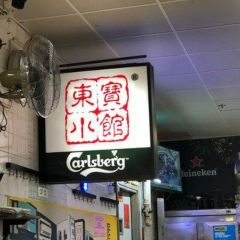 東寶
小館
Carlsberg
Heineken